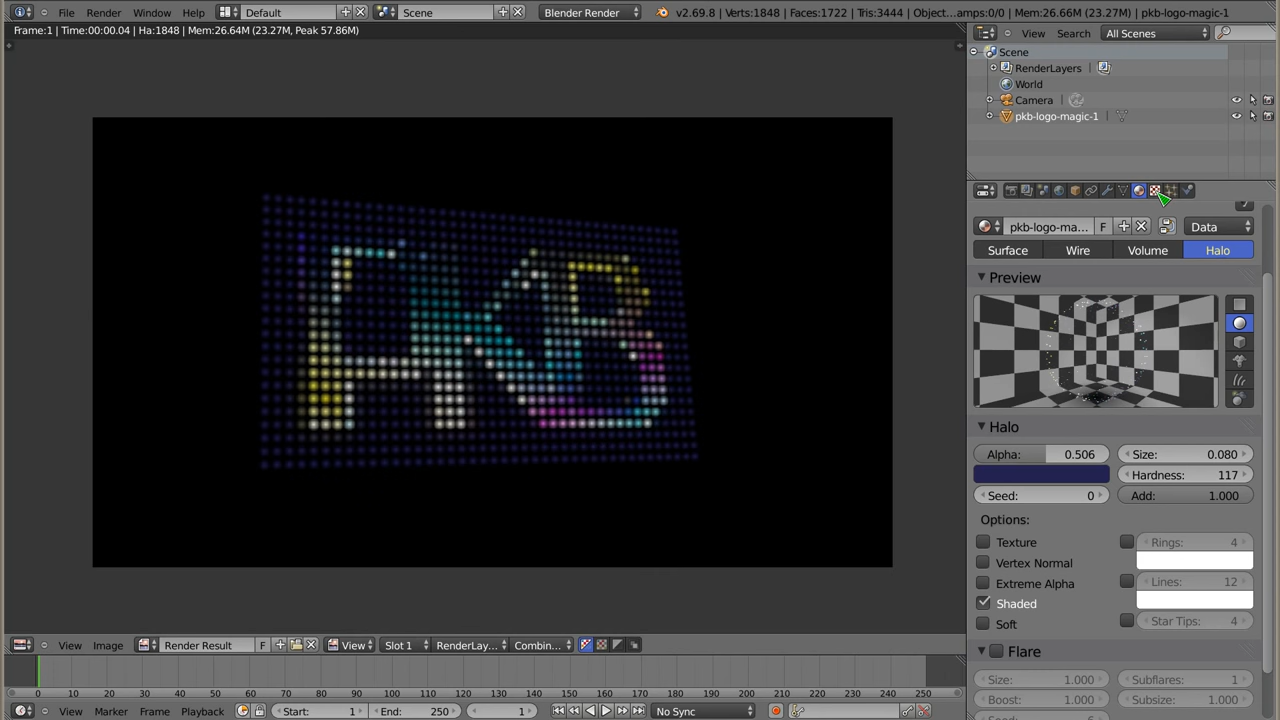 File Render Window Help Default Scene Blender Render v2.69.8 | Verts:1848 | Faces:1722 | Tris:3444 | Object...amps:0/0 | Mem:26.66M (23.27M) | pkb-logo-magic-1
Frame:1 | Time:00:00.04 | Ha:1848 | Mem:26.64M (23.27M, Peak 57.86M)
View Search All Scenes
Scene
RenderLayers
World
Camera
pkb-logo-magic-1
pkb-logo-ma... F Data
Surface Wire Volume Halo
Preview
Halo
Alpha: 0.506 Size: 0.080
Hardness: 117
Seed: 0 Add: 1.000
Options:
Texture Rings: 4
Vertex Normal
Extreme Alpha Lines: 12
Shaded
Soft Star Tips: 4
Flare
Size: 1.000 Subflares: 1
Boost: 1.000 Subsize: 1.000
PKB
View Image Render Result F View Slot 1 RenderLay... Combin...
0 10 20 30 40 50 60 70 80 90 100 110 120 130 140 150 160 170 180 190 200 210 220 230 240 250
View Marker Frame Playback Start: 1 End: 250 1 No Sync